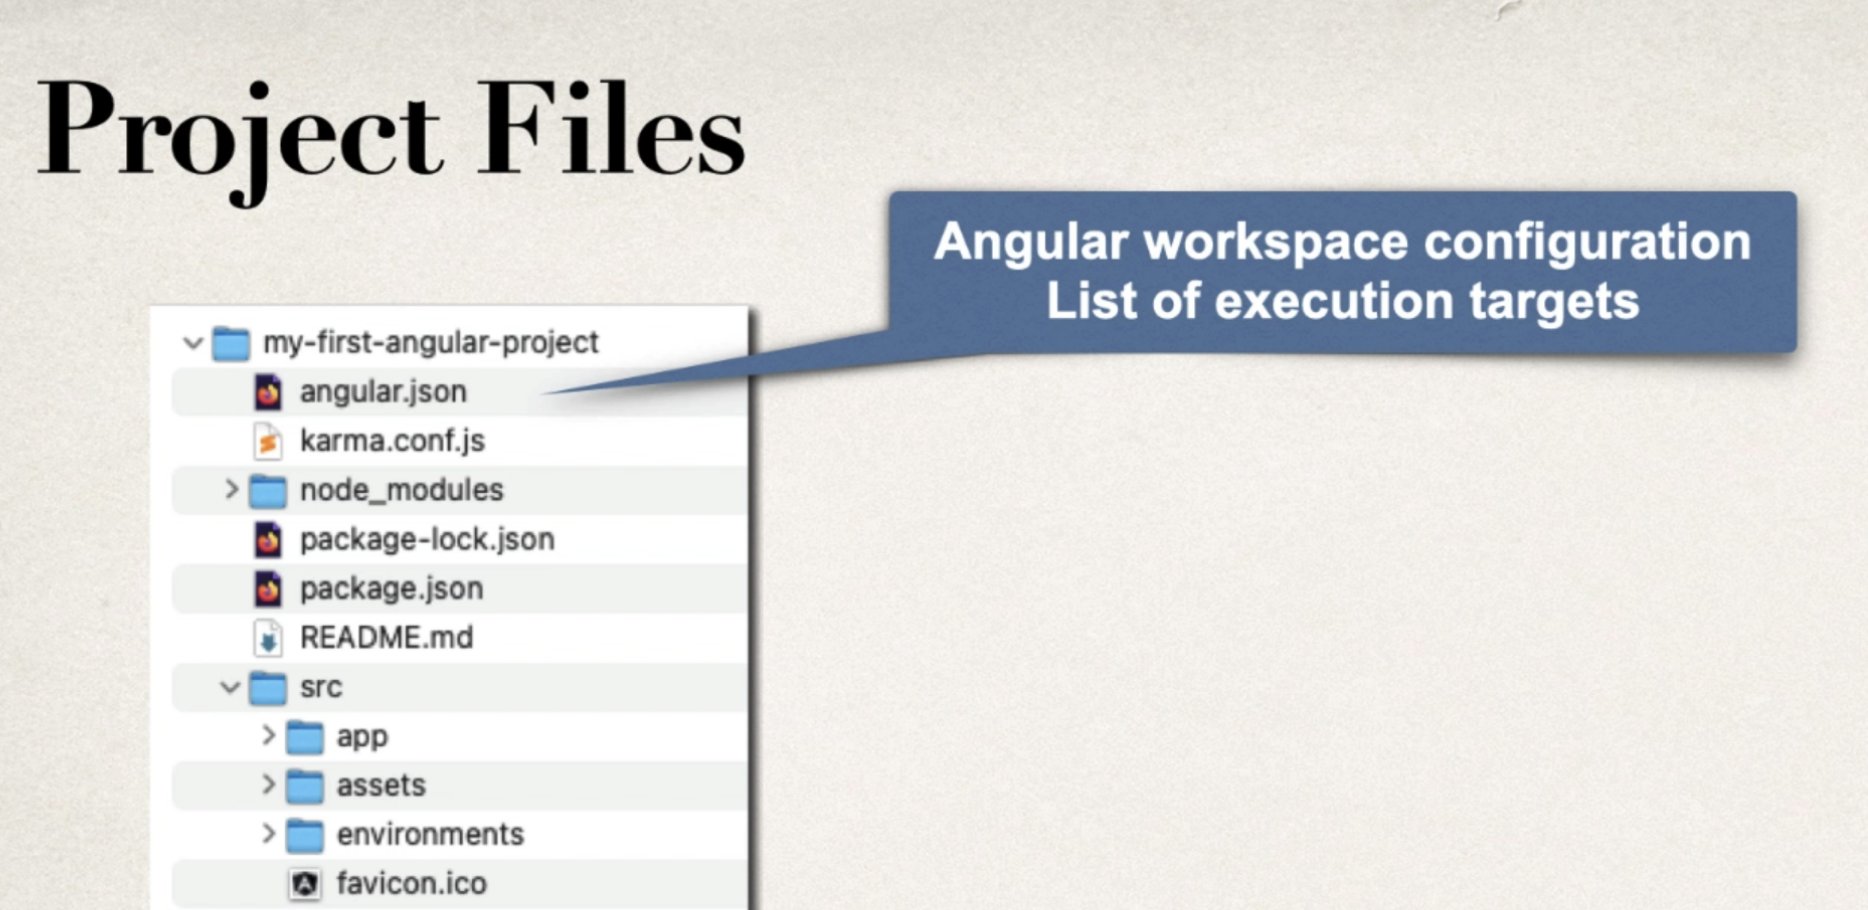 Project Files
Angular workspace configuration
List of execution targets
my-first-angular-project
angular.json
karma.conf.js
node_modules
package-lock.json
package.json
README.md
src
app
assets
environments
favicon.ico